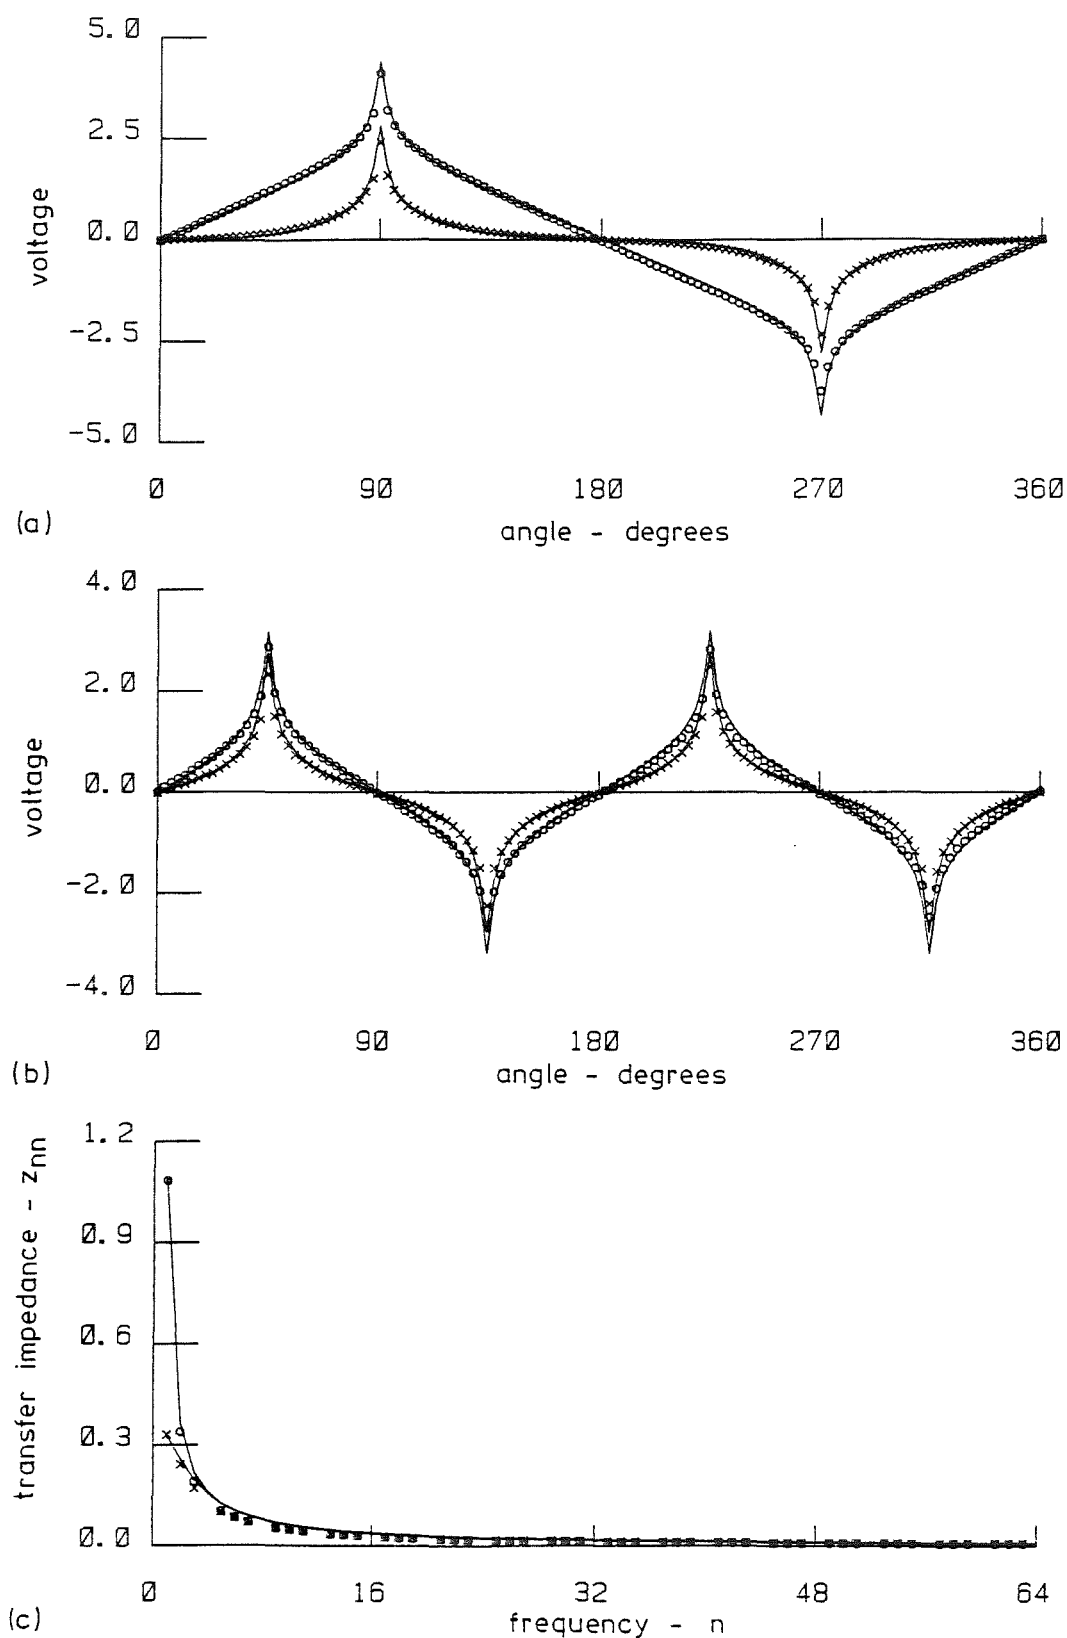 5.0
2.5
0.0
-2.5
-5.0
voltage
0 90 180 270 360
(a)
angle - degrees
4.0
2.0
0.0
-2.0
-4.0
voltage
0 90 180 270 360
(b)
angle - degrees
1.2
0.9
0.6
0.3
0.0
transfer impedance - znn
0 16 32 48 64
(c)
frequency - n